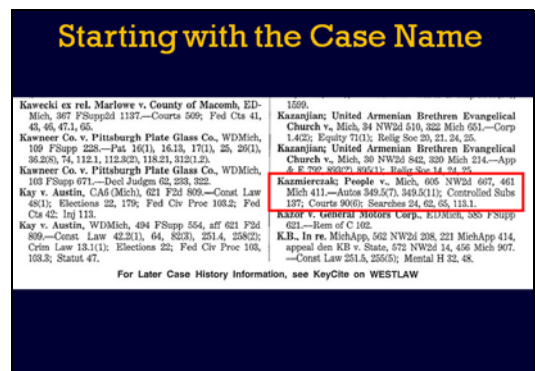 Starting with the Case Name
Kawecki ex rel. Marlowe v. County of Macomb, ED-
Mich, 367 FSupp2d 1137.—Courts 509; Fed Cts 41,
43, 46, 47.1, 65.
Kawneer Co. v. Pittsburgh Plate Glass Co., WDMich,
109 FSupp 228.—Pat 16(1), 16.13, 17(1), 25, 26(1),
36.2(8), 74, 112.1, 112.3(2), 118.21, 312(1.2).
Kawneer Co. v. Pittsburgh Plate Glass Co., WDMich,
103 FSupp 671.—Decl Judgm 62, 233, 322.
Kay v. Austin, CA6 (Mich), 621 F2d 809.—Const Law
48(1); Elections 22, 179; Fed Civ Proc 103.2; Fed
Cts 42; Inj 113.
Kay v. Austin, WDMich, 494 FSupp 554, aff 621 F2d
809.—Const Law 42.2(1), 64, 82(3), 251.4, 258(2);
Crim Law 13.1(1); Elections 22; Fed Civ Proc 103,
103.3; Statut 47.
1599.
Kazanjian; United Armenian Brethren Evangelical
Church v., Mich, 34 NW2d 510, 322 Mich 651.—Corp
1.4(2); Equity 71(1); Relig Soc 20, 21, 24, 25.
Kazanjian; United Armenian Brethren Evangelical
Church v., Mich, 30 NW2d 842, 320 Mich 214.—App
& E 792, 893(2), 895(1); Relig Soc 14, 24, 25.
Kazmierczak; People v., Mich, 605 NW2d 667, 461
Mich 411.—Autos 349.5(7), 349.5(11); Controlled Subs
137; Courts 90(6); Searches 24, 62, 65, 113.1.
Kazor v. General Motors Corp., EDMich, 585 FSupp
621.—Rem of C 102.
K.B., In re, MichApp, 562 NW2d 208, 221 MichApp 414,
appeal den KB v. State, 572 NW2d 14, 456 Mich 907.
—Const Law 251.5, 255(5); Mental H 32, 48.
For Later Case History Information, see KeyCite on WESTLAW